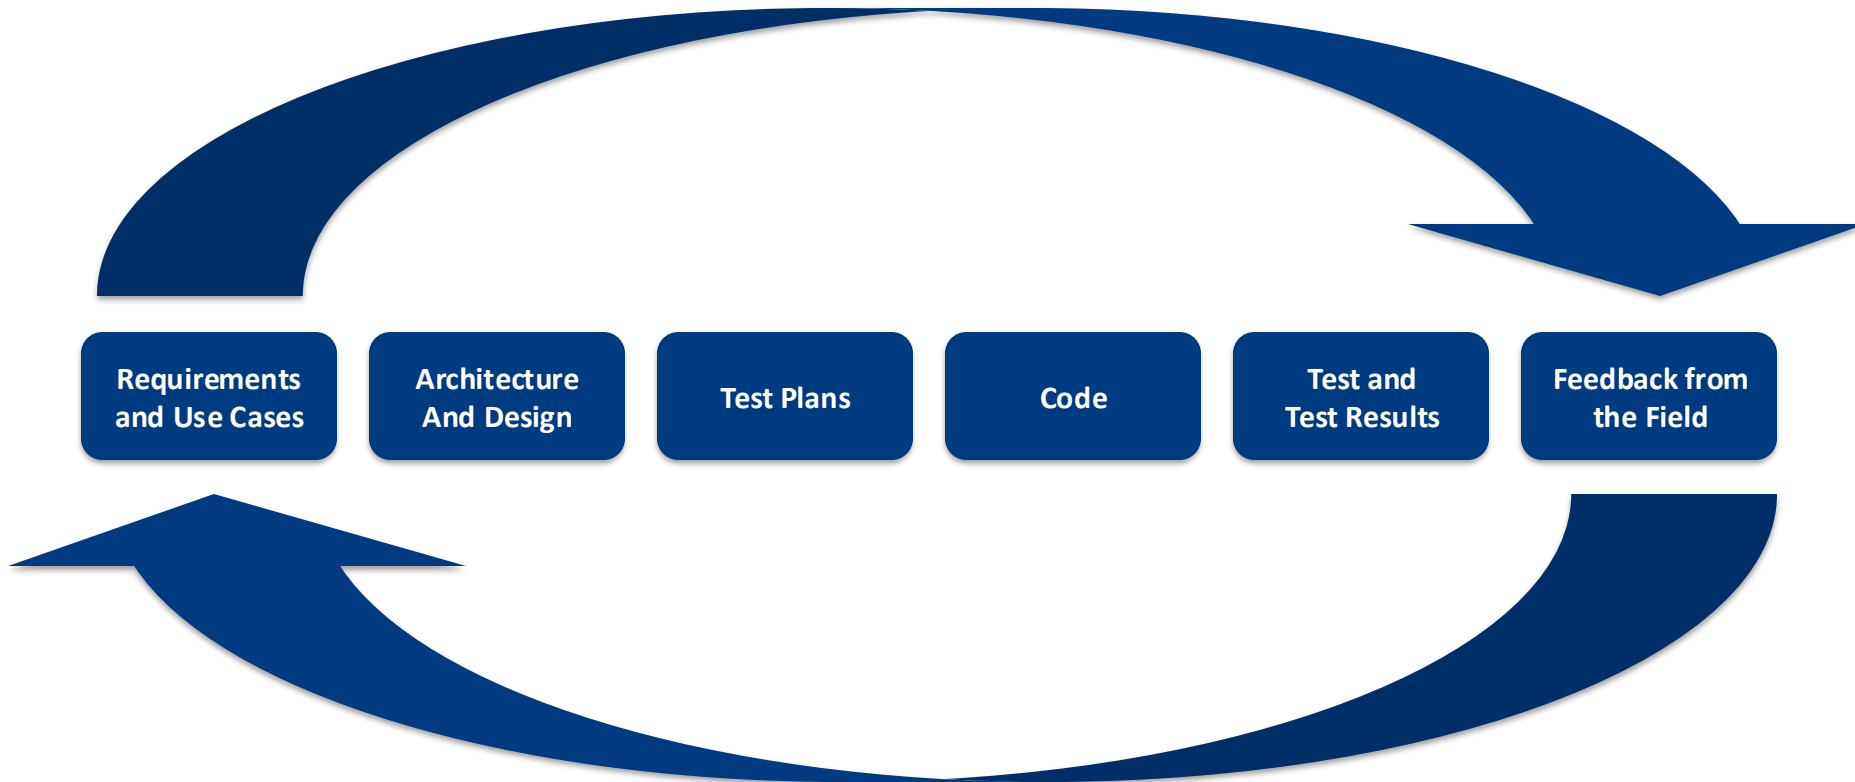 Requirements
and Use Cases
Architecture
And Design
Test Plans
Code
Test and
Test Results
Feedback from
the Field